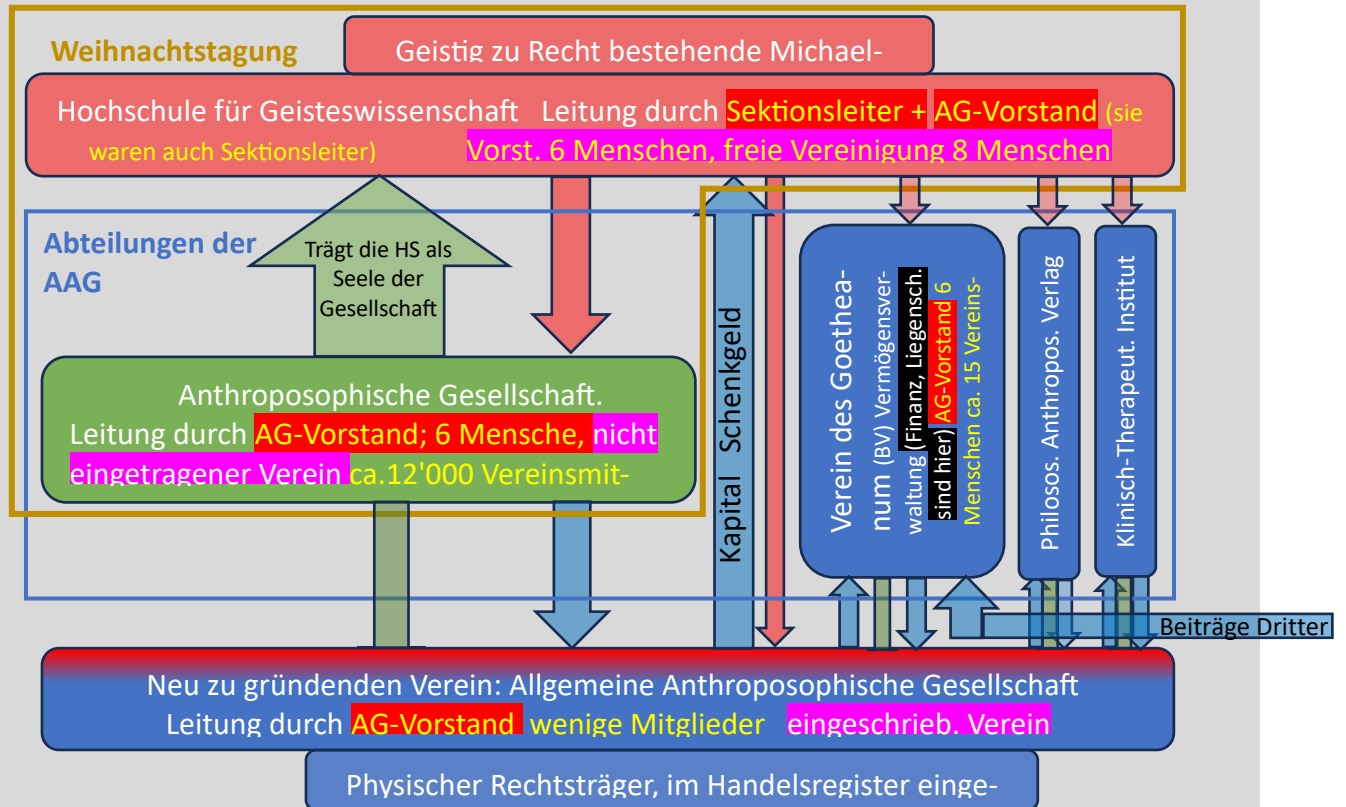 Weihnachtstagung
Geistig zu Recht bestehende Michael-
Hochschule für Geisteswissenschaft Leitung durch Sektionsleiter + AG-Vorstand (sie
waren auch Sektionsleiter) Vorst. 6 Menschen, freie Vereinigung 8 Menschen
Abteilungen der
AAG
Trägt die HS als
Seele der
Gesellschaft
Anthroposophische Gesellschaft.
Leitung durch AG-Vorstand; 6 Mensche, nicht
eingetragener Verein ca.12'000 Vereinsmit-
Kapital Schenkgeld
Verein des Goethea-
num (BV) Vermögensver-
waltung (Finanz, Liegensch.
sind hier) AG-Vorstand 6
Menschen ca. 15 Vereins-
Philosos. Anthropos. Verlag
Klinisch-Therapeut. Institut
Beiträge Dritter
Neu zu gründenden Verein: Allgemeine Anthroposophische Gesellschaft
Leitung durch AG-Vorstand wenige Mitglieder eingeschrieb. Verein
Physischer Rechtsträger, im Handelsregister einge-